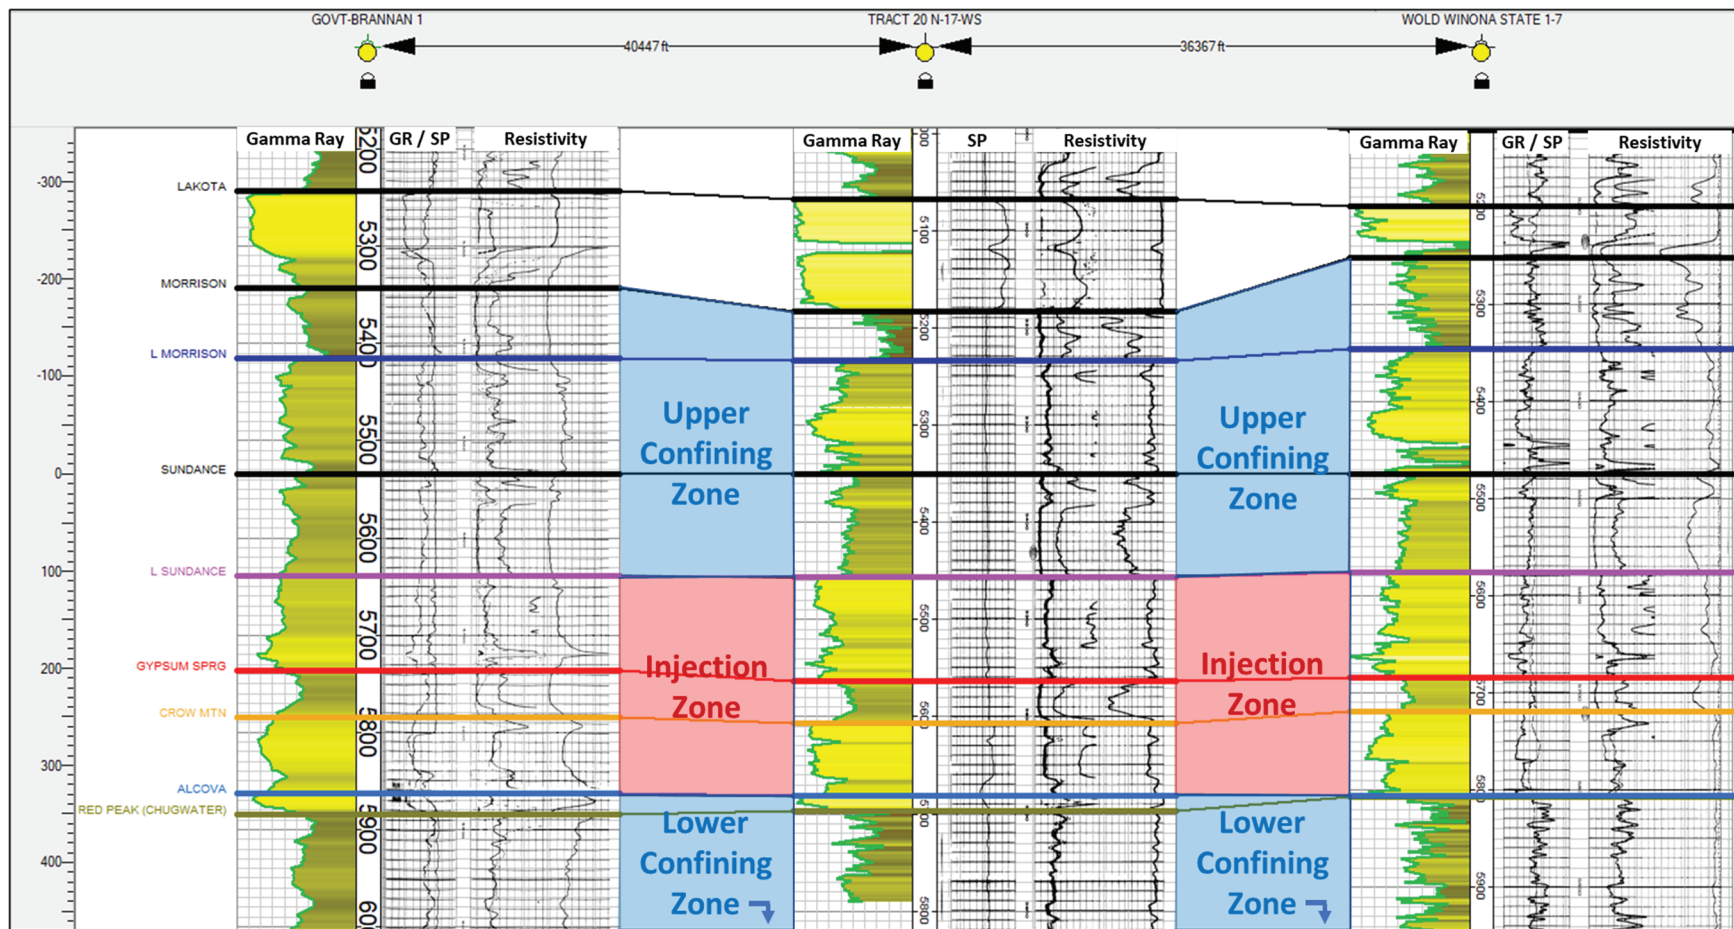 GOVT-BRANNAN 1
TRACT 20 N-17-WS
WOLD WINONA STATE 1-7
40447 ft
36367 ft
Gamma Ray
GR / SP
Resistivity
Gamma Ray
SP
Resistivity
Gamma Ray
GR / SP
Resistivity
-300
-200
-100
0
100
200
300
400
LAKOTA
MORRISON
L MORRISON
SUNDANCE
L SUNDANCE
GYPSUM SPRG
CROW MTN
ALCOVA
RED PEAK (CHUGWATER)
5200
5300
5400
5500
5600
5700
5800
5900
Upper
Confining
Zone
Injection
Zone
Lower
Confining
Zone
5100
5200
5300
5400
5500
5800
Upper
Confining
Zone
Injection
Zone
Lower
Confining
Zone
5200
5300
5400
5500
5600
5700
5900